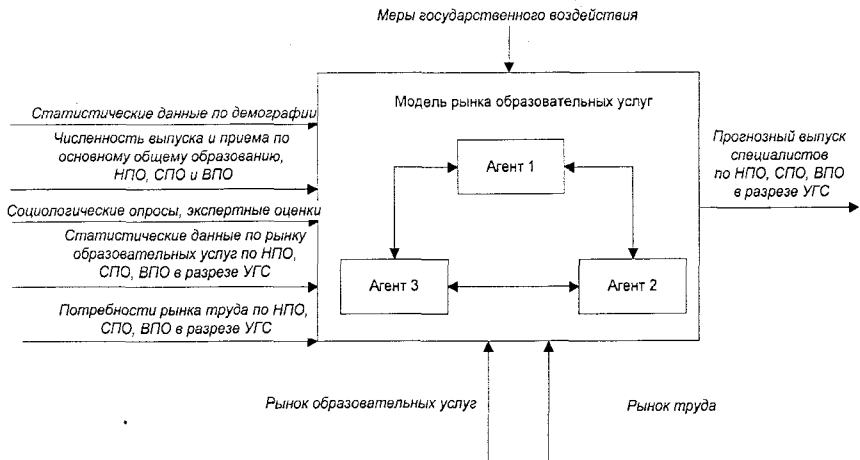 Меры государственного воздействия
Модель рынка образовательных услуг
Статистические данные по демографии
Численность выпуска и приема по
основному общему образованию,
НПО, СПО и ВПО
Социологические опросы, экспертные оценки
Статистические данные по рынку
образовательных услуг по НПО,
СПО, ВПО в разрезе УГС
Потребности рынка труда по НПО,
СПО, ВПО в разрезе УГС
Агент 1
Агент 3
Агент 2
Прогнозный выпуск
специалистов
по НПО, СПО, ВПО
в разрезе УГС
Рынок образовательных услуг
Рынок труда